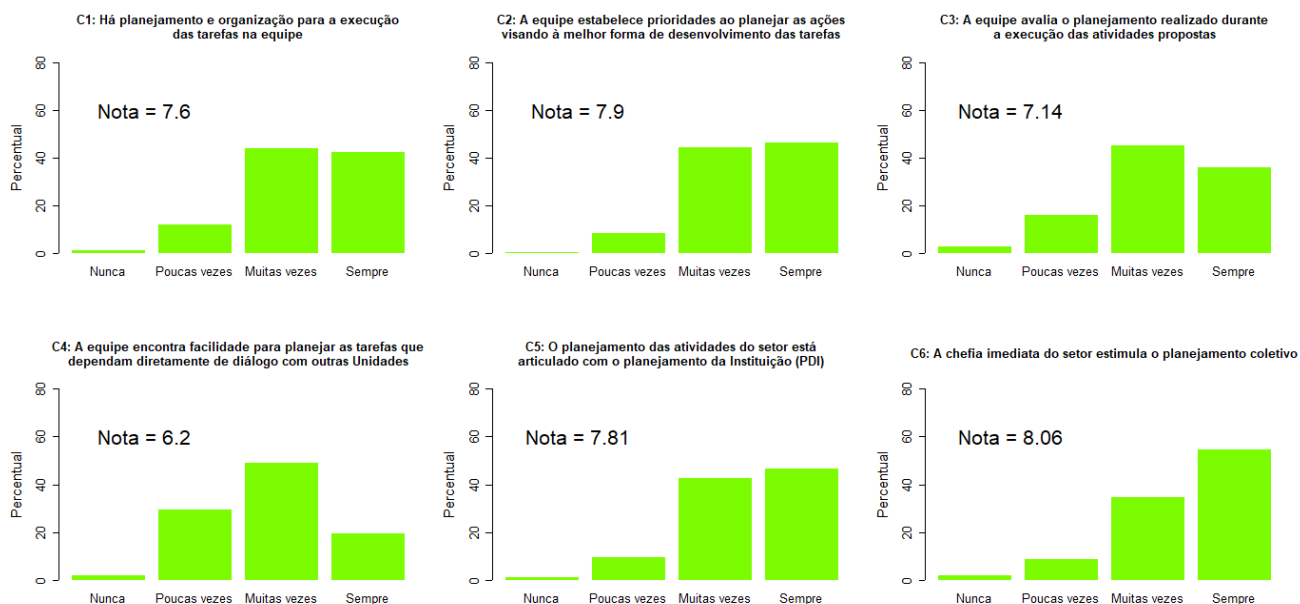 C1: Há planejamento e organização para a execução
das tarefas na equipe
Nota = 7.6
Percentual
80
60
40
20
0
Nunca Poucas vezes Muitas vezes Sempre
C2: A equipe estabelece prioridades ao planejar as ações
visando à melhor forma de desenvolvimento das tarefas
Nota = 7.9
Percentual
80
60
40
20
0
Nunca Poucas vezes Muitas vezes Sempre
C3: A equipe avalia o planejamento realizado durante
a execução das atividades propostas
Nota = 7.14
Percentual
80
60
40
20
0
Nunca Poucas vezes Muitas vezes Sempre
C4: A equipe encontra facilidade para planejar as tarefas que
dependam diretamente de diálogo com outras Unidades
Nota = 6.2
Percentual
80
60
40
20
0
Nunca Poucas vezes Muitas vezes Sempre
C5: O planejamento das atividades do setor está
articulado com o planejamento da Instituição (PDI)
Nota = 7.81
Percentual
80
60
40
20
0
Nunca Poucas vezes Muitas vezes Sempre
C6: A chefia imediata do setor estimula o planejamento coletivo
Nota = 8.06
Percentual
80
60
40
20
0
Nunca Poucas vezes Muitas vezes Sempre